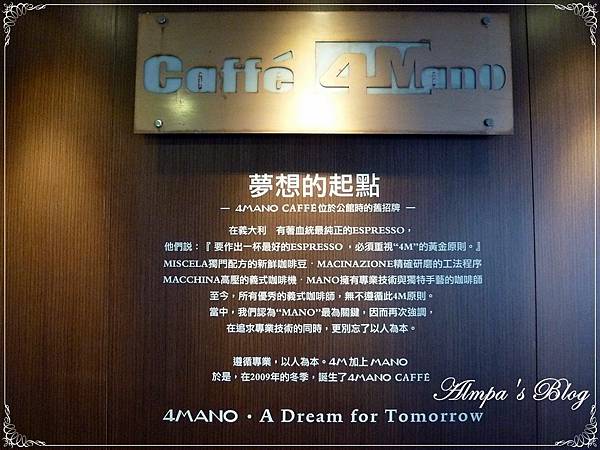 Caffé 4Mano
夢想的起點
— 4MANO CAFFÉ位於公館時的舊招牌 —
在義大利 有著血統最純正的ESPRESSO，
他們說：『 要作出一杯最好的ESPRESSO ，必須重視“4M”的黃金原則。』
MISCELA獨門配方的新鮮咖啡豆．MACINAZIONE精確研磨的工法程序
MACCHINA高壓的義式咖啡機．MANO擁有專業技術與獨特手藝的咖啡師
至今，所有優秀的義式咖啡師，無不遵循此4M原則。
當中，我們認為“MANO”最為關鍵，因而再次強調，
在追求專業技術的同時，更別忘了以人為本。
遵循專業，以人為本。4M 加上 MANO
於是，在2009年的冬季，誕生了4MANO CAFFÉ
4MANO · A Dream for Tomorrow
Almpa's Blog